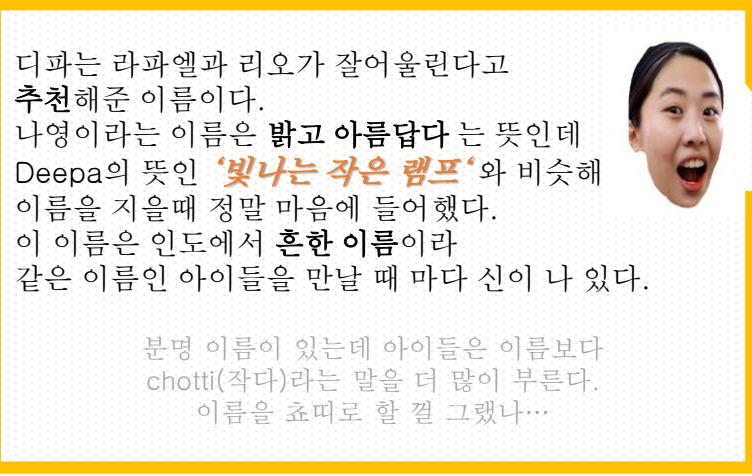 디파는 라파엘과 리오가 잘어울린다고
추천해준 이름이다.
나영이라는 이름은 밝고 아름답다 는 뜻인데
Deepa의 뜻인 ‘빛나는 작은 램프‘와 비슷해
이름을 지을때 정말 마음에 들어했다.
이 이름은 인도에서 흔한 이름이라
같은 이름인 아이들을 만날 때 마다 신이 나 있다.
분명 이름이 있는데 아이들은 이름보다
chotti(작다)라는 말을 더 많이 부른다.
이름을 쵸띠로 할 껄 그랬나…